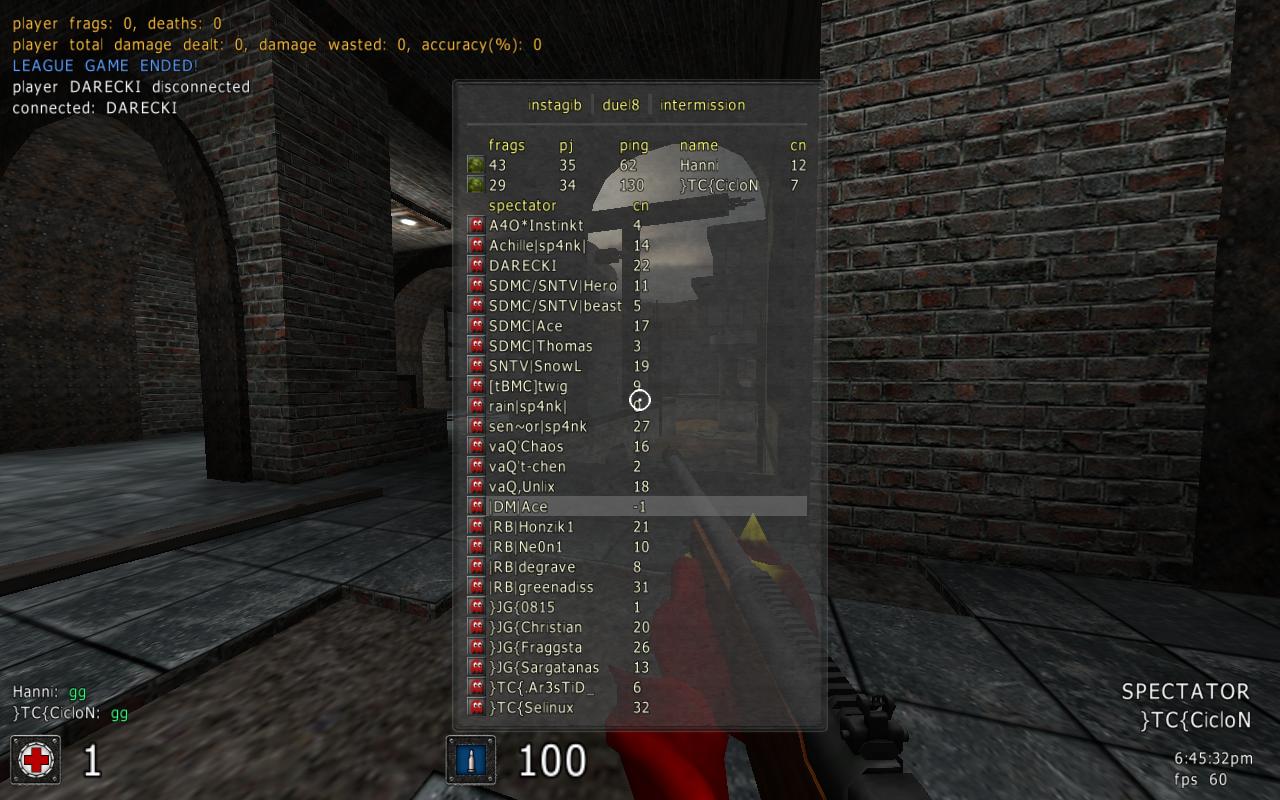 player frags: 0, deaths: 0
player total damage dealt: 0, damage wasted: 0, accuracy(%): 0
LEAGUE GAME ENDED!
player DARECKI disconnected
connected: DARECKI
instagib | duel8 | intermission
frags pj ping name cn
43 35 62 Hanni 12
29 34 130 }TC{CicloN 7
spectator cn
A4O*Instinkt 4
Achille|sp4nk| 14
DARECKI 22
SDMC/SNTV|Hero 11
SDMC/SNTV|beast 5
SDMC|Ace 17
SDMC|Thomas 3
SNTV|SnowL 19
[tBMC]twig 9
rain|sp4nk|
sen~or|sp4nk 27
vaQ'Chaos 16
vaQ't-chen 2
vaQ,Unlix 18
|DM|Ace -1
|RB|Honzik1 21
|RB|Ne0n1 10
|RB|degrave 8
|RB|greenadiss 31
}JG{0815 1
}JG{Christian 20
}JG{Fraggsta 26
}JG{Sargatanas 13
}TC{.Ar3sTiD_ 6
}TC{Selinux 32
Hanni: gg
}TC{CicloN: gg
1
100
SPECTATOR
}TC{CicloN
6:45:32pm
fps 60